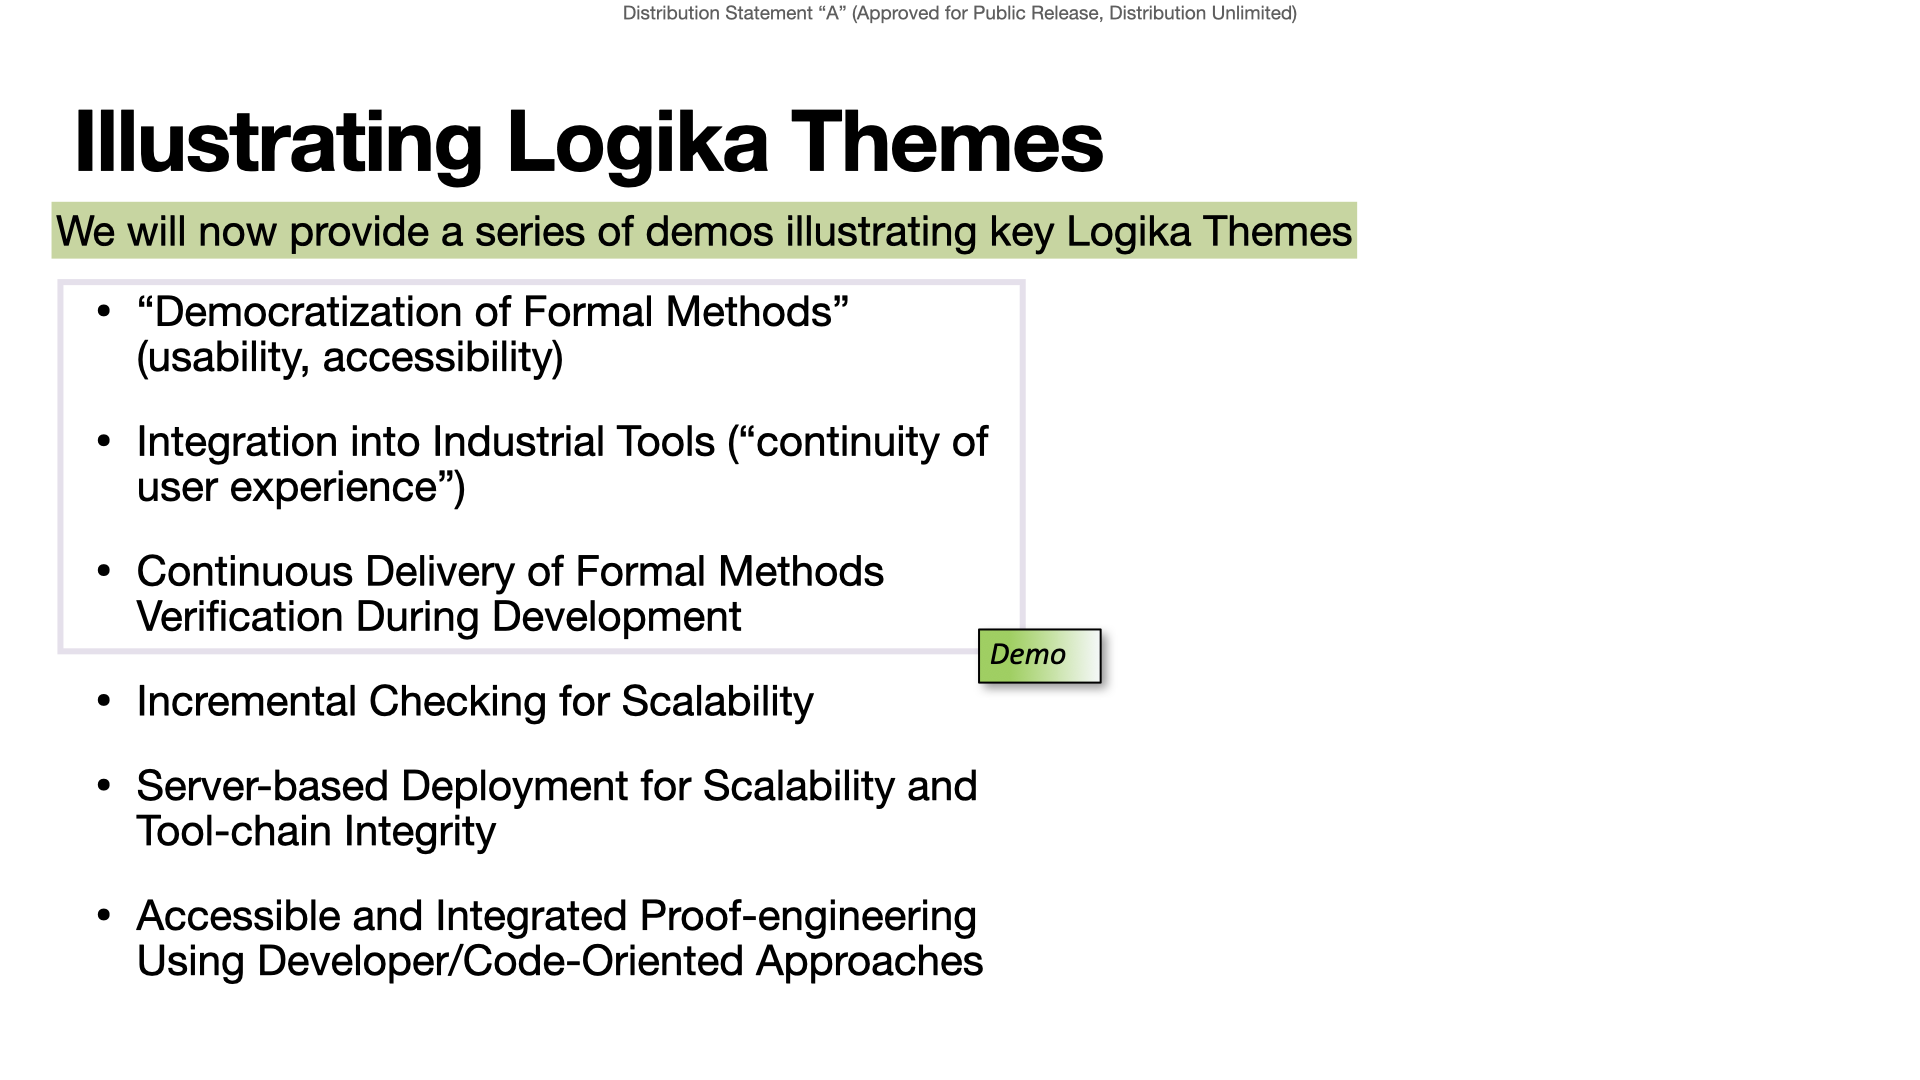 Distribution Statement “A” (Approved for Public Release, Distribution Unlimited)
Illustrating Logika Themes
We will now provide a series of demos illustrating key Logika Themes
• “Democratization of Formal Methods”
(usability, accessibility)
• Integration into Industrial Tools (“continuity of
user experience”)
• Continuous Delivery of Formal Methods
Verification During Development
Demo
• Incremental Checking for Scalability
• Server-based Deployment for Scalability and
Tool-chain Integrity
• Accessible and Integrated Proof-engineering
Using Developer/Code-Oriented Approaches